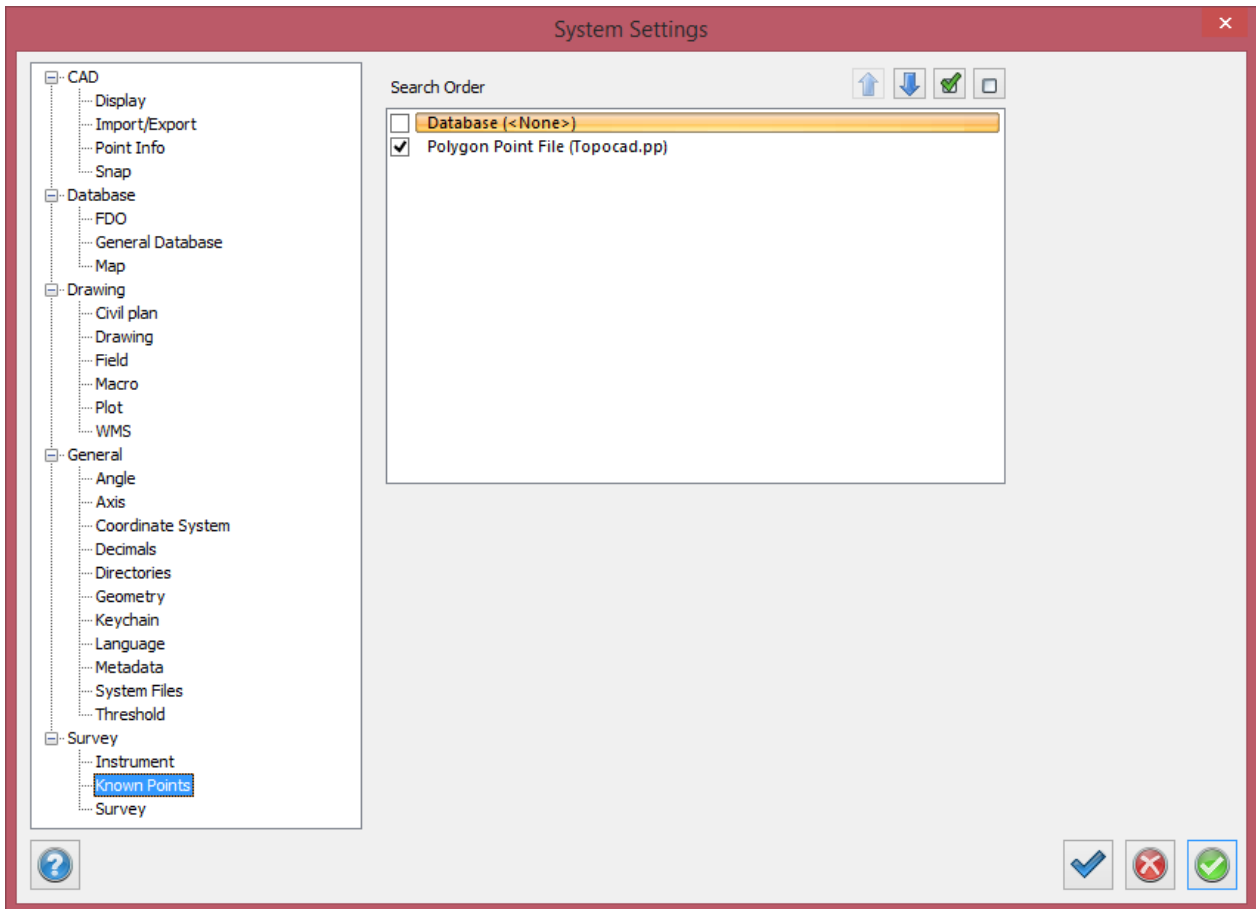 System Settings
CAD
Display
Import/Export
Point Info
Snap
Database
FDO
General Database
Map
Drawing
Civil plan
Drawing
Field
Macro
Plot
WMS
General
Angle
Axis
Coordinate System
Decimals
Directories
Geometry
Keychain
Language
Metadata
System Files
Threshold
Survey
Instrument
Known Points
Survey
Search Order
Database (<None>)
Polygon Point File (Topocad.pp)